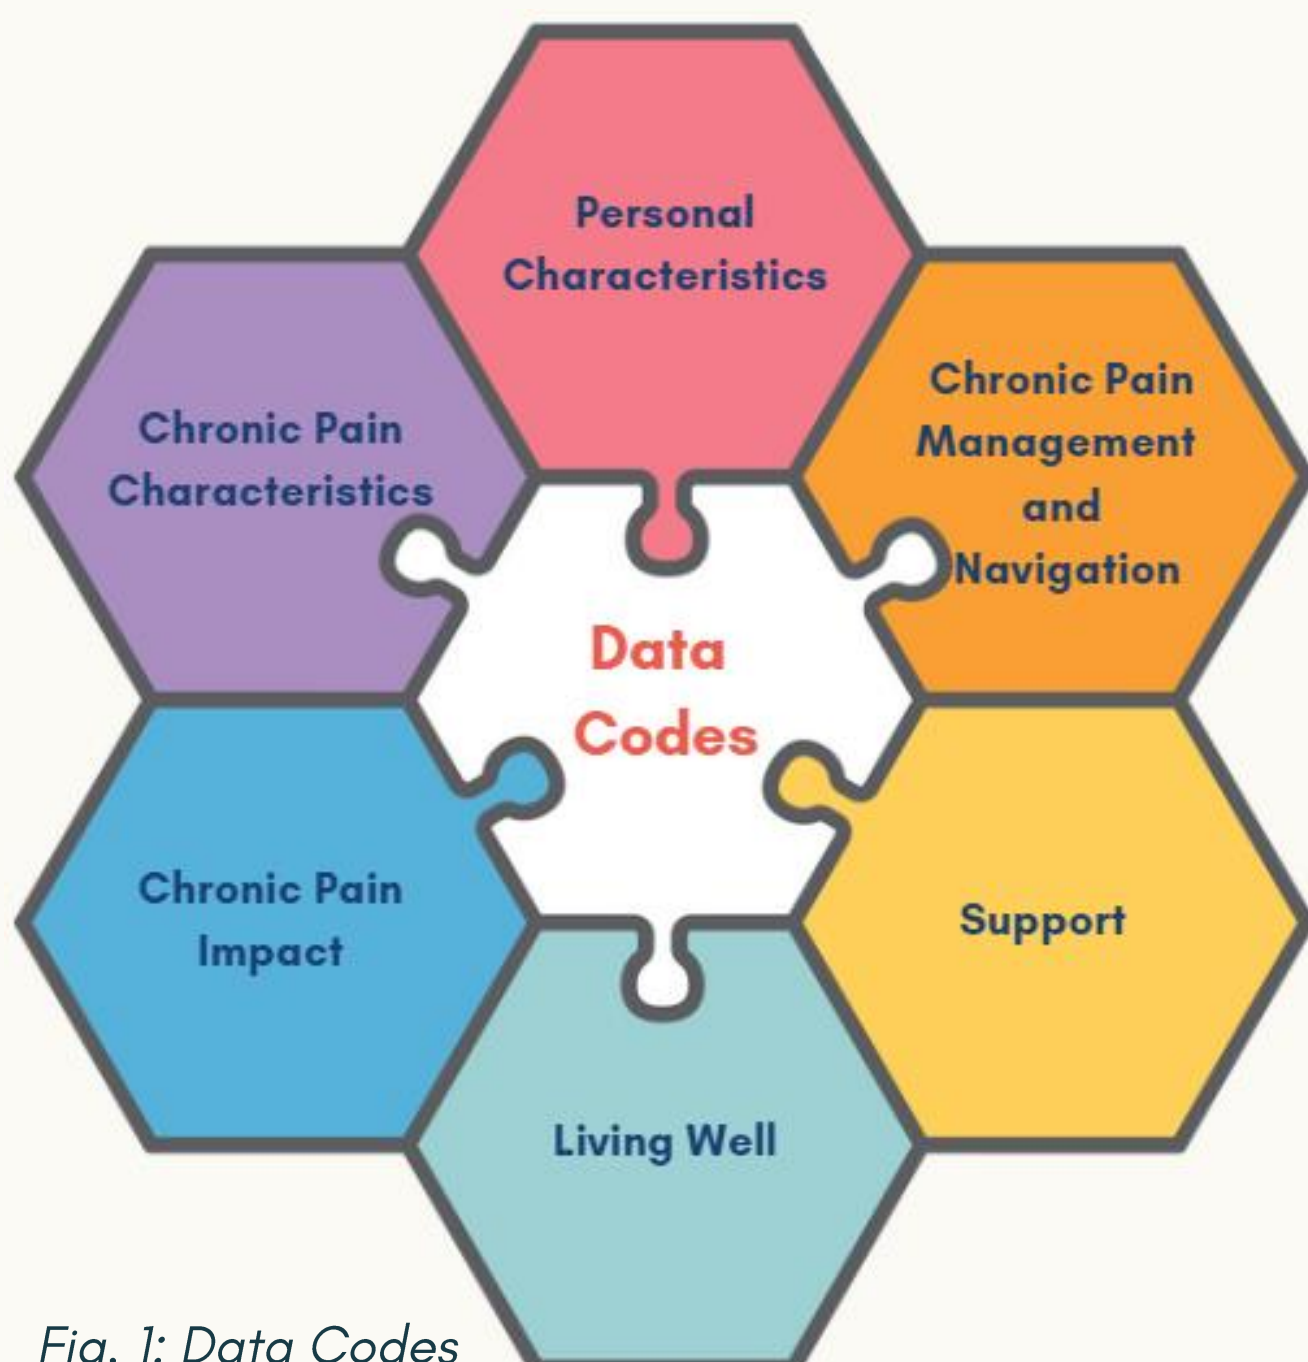 Personal
Characteristics
Chronic Pain
Management
and
Navigation
Chronic Pain
Characteristics
Data
Codes
Chronic Pain
Impact
Support
Living Well
Fig. 1: Data Codes